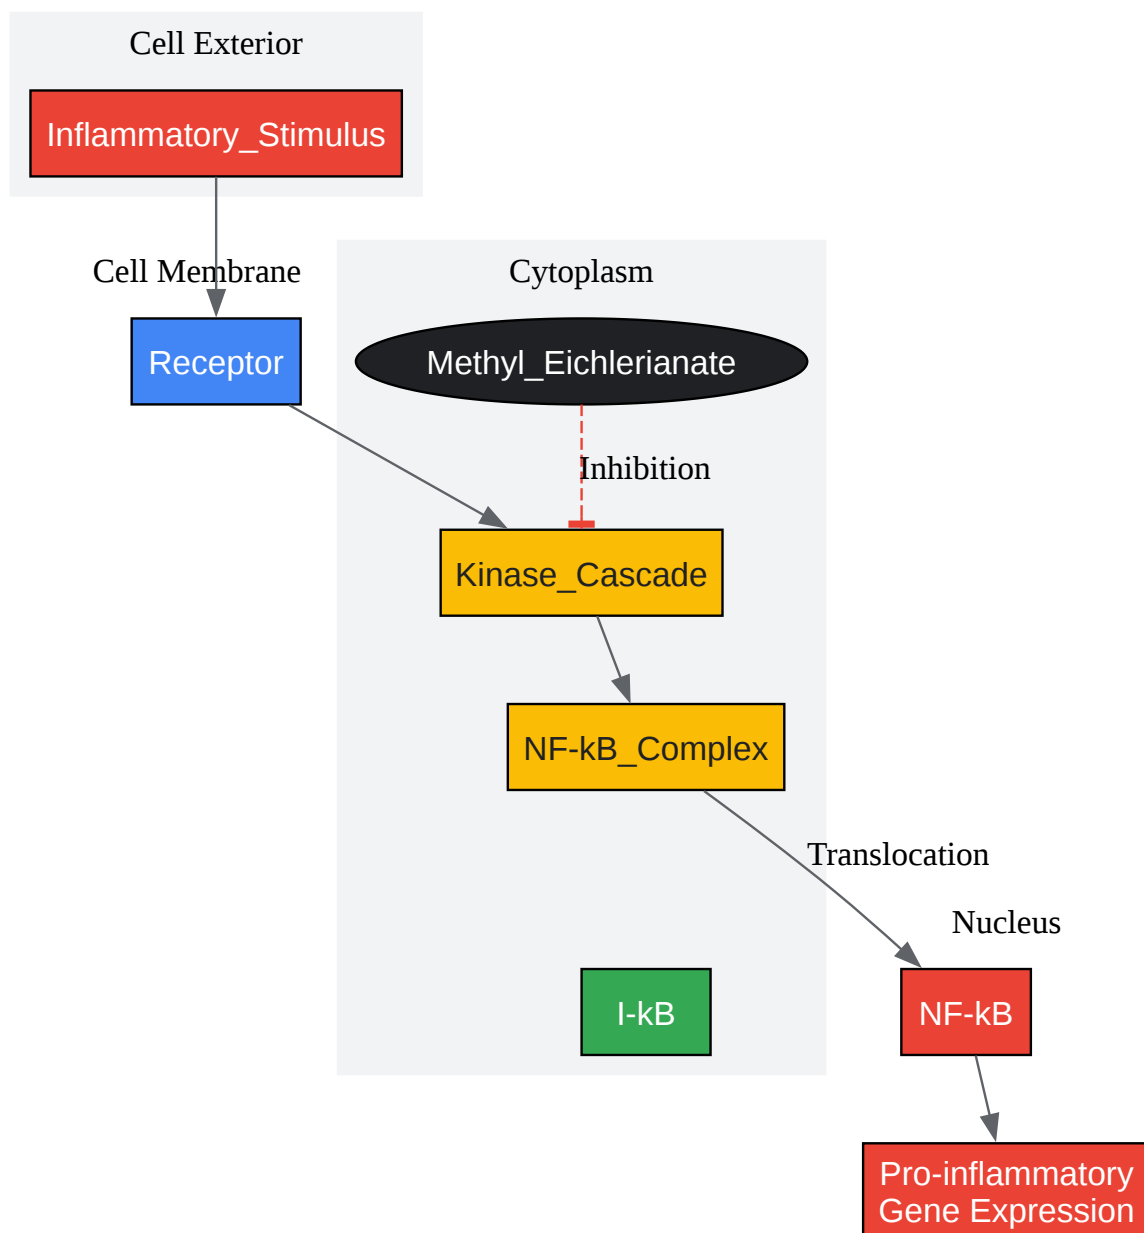 Cell Exterior
Inflammatory_Stimulus
Cell Membrane
Cytoplasm
Receptor
Methyl_Eichlerianate
Inhibition
Kinase_Cascade
NF-kB_Complex
Translocation
Nucleus
I-kB
NF-kB
Pro-inflammatory
Gene Expression